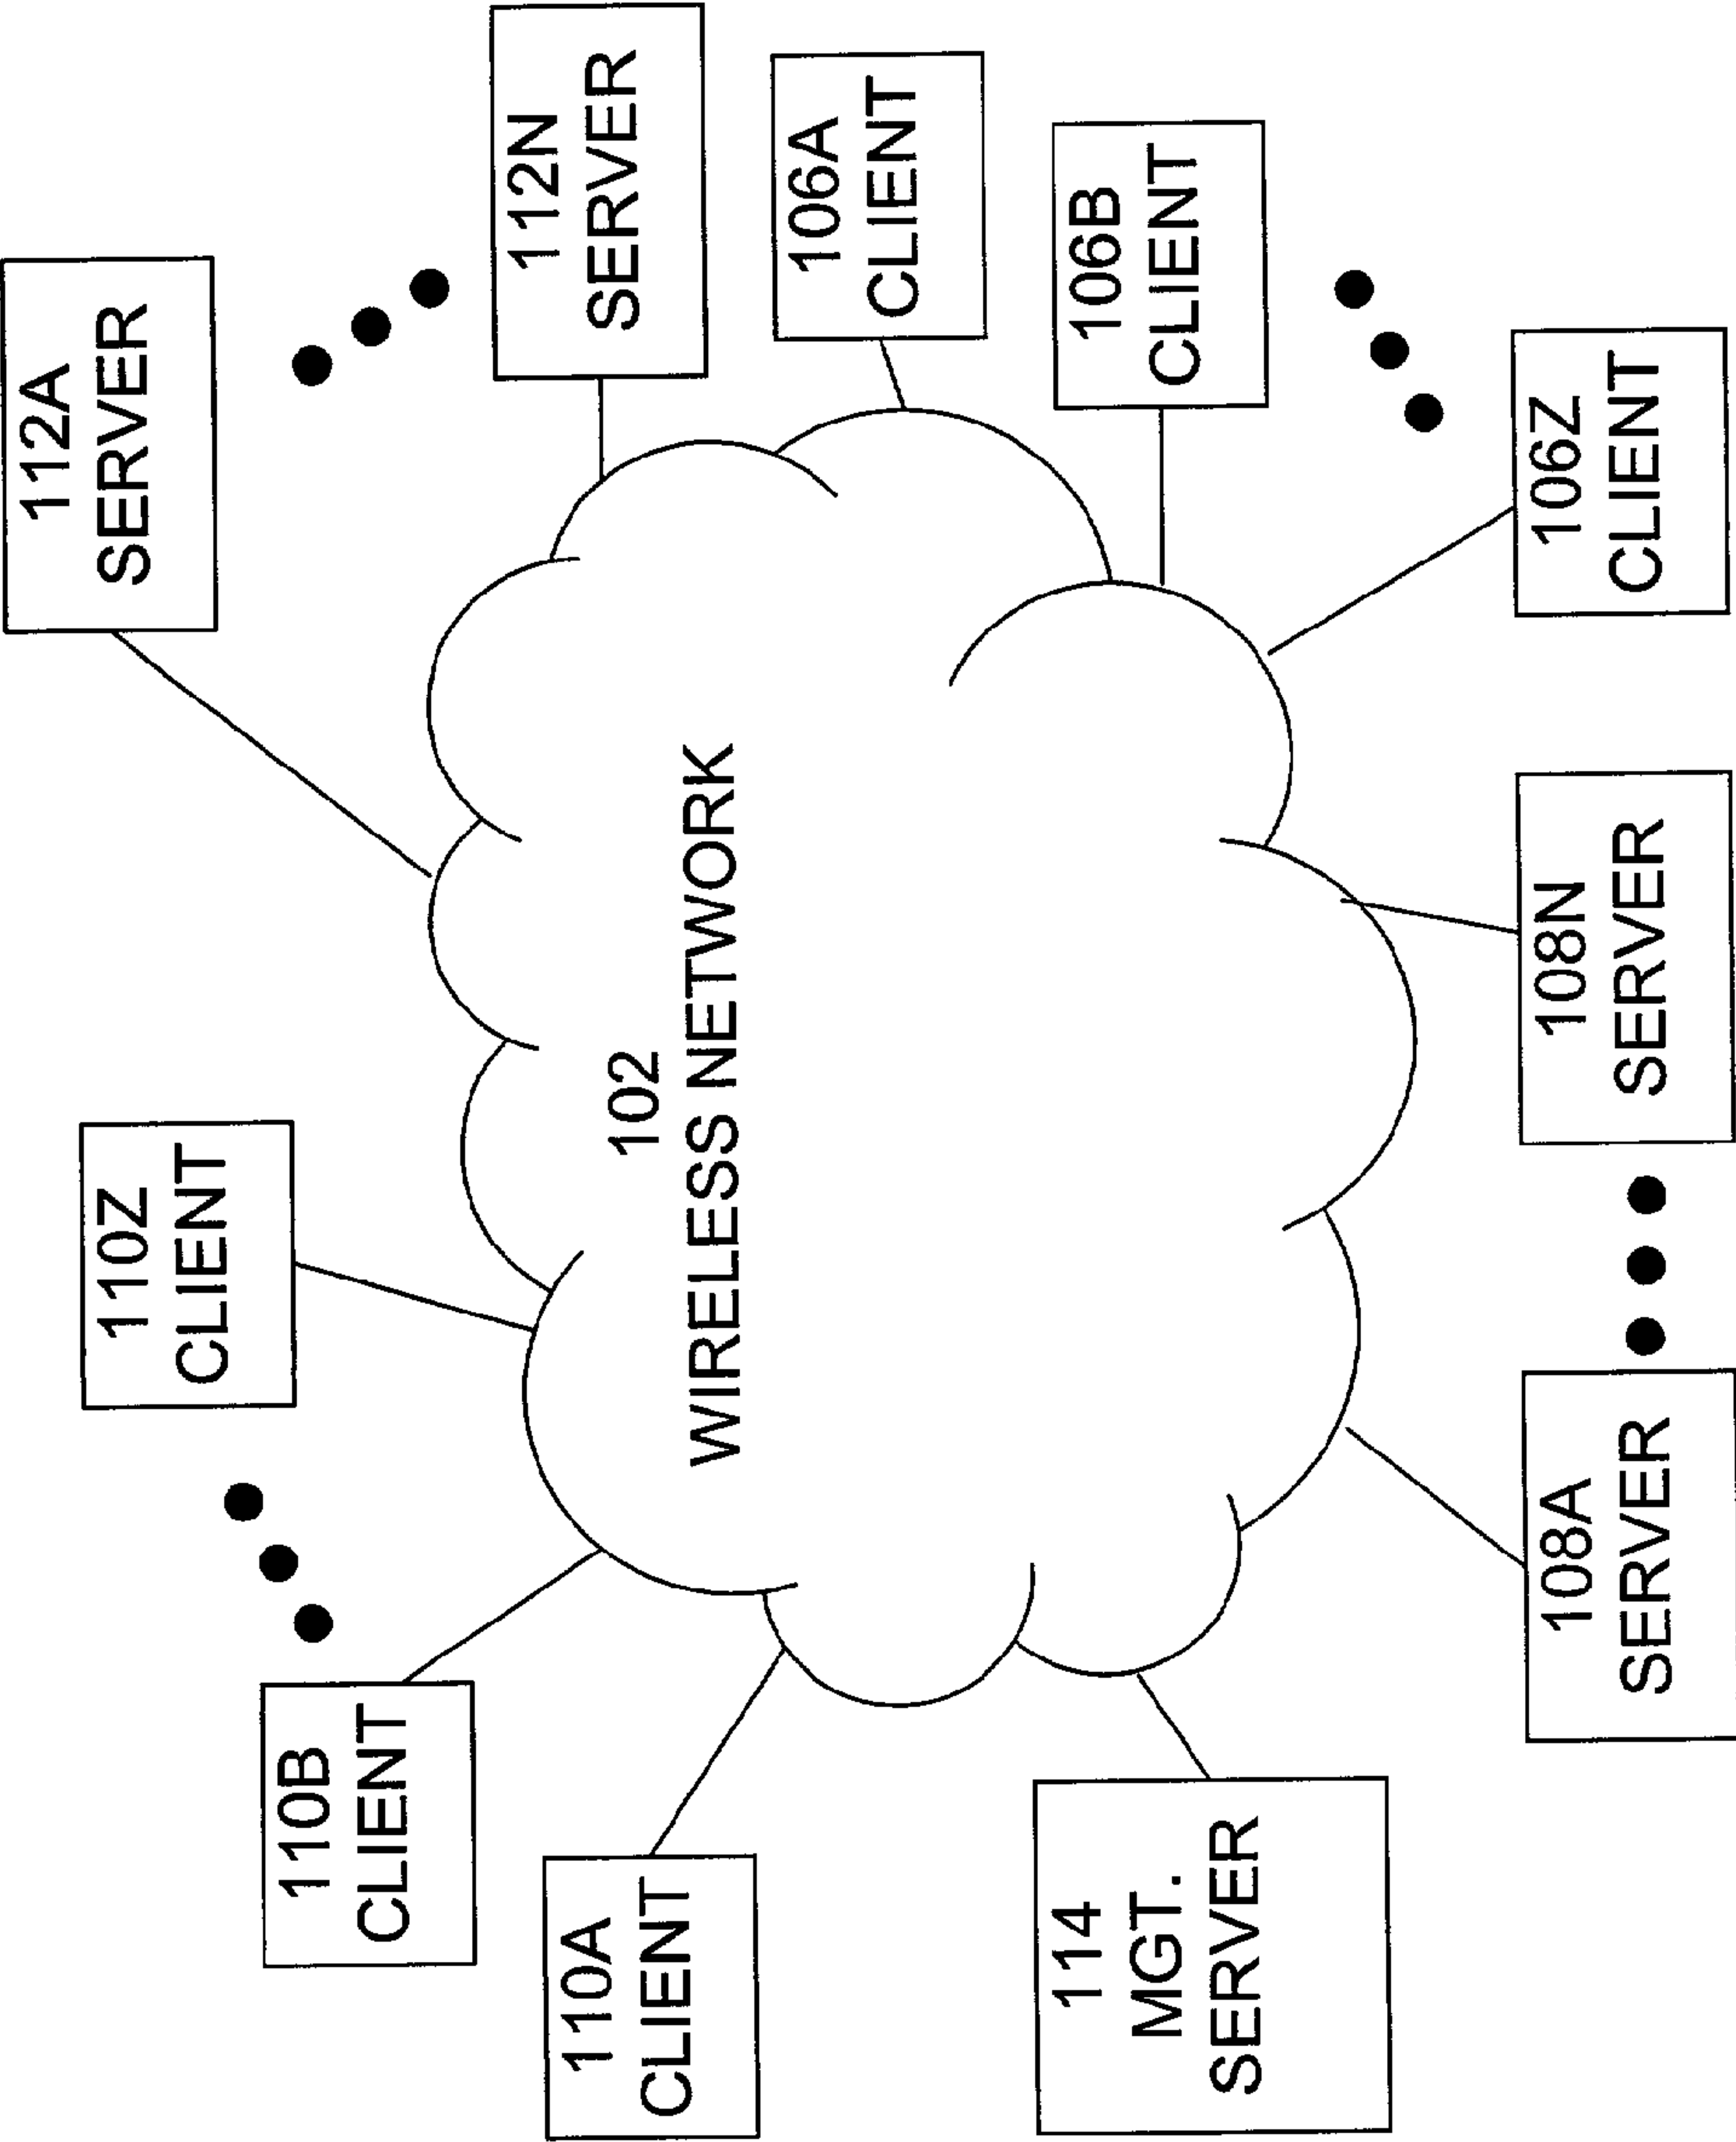 110Z
CLIENT
112A
SERVER
110B
CLIENT
110A
CLIENT
102
WIRELESS NETWORK
112N
SERVER
106A
CLIENT
114
MGT.
SERVER
106B
CLIENT
108A
SERVER
108N
SERVER
106Z
CLIENT